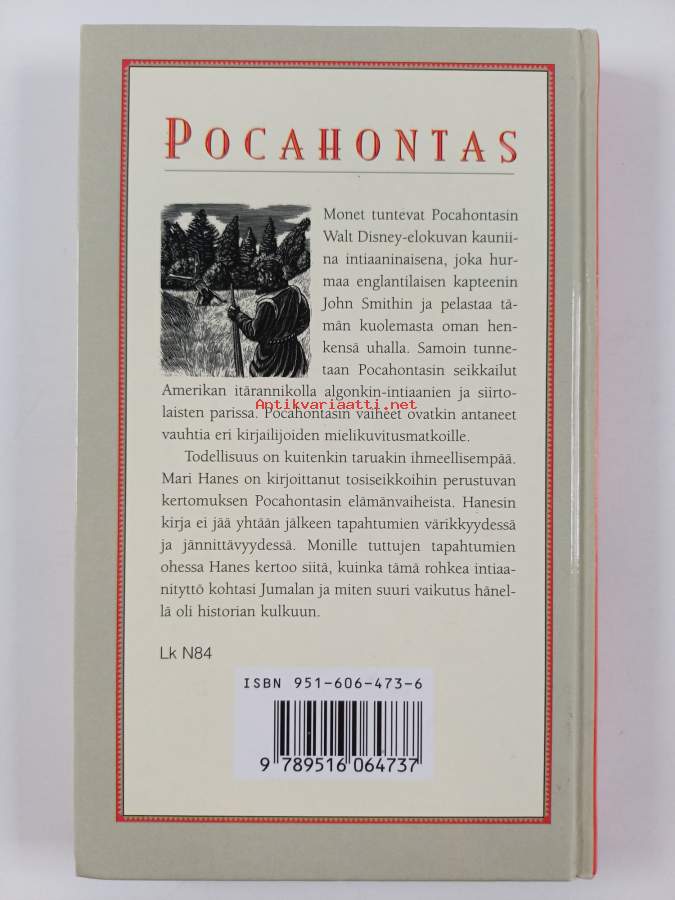 POCAHONTAS
Monet tuntevat Pocahontasin
Walt Disney-elokuvan kaunii-
na intiaaninaisena, joka hur-
maa englantilaisen kapteenin
John Smithin ja pelastaa tä-
män kuolemasta oman hen-
kensä uhalla. Samoin tunne-
taan Pocahontasin seikkailut
Amerikan itärannikolla algonkin-intiaanien ja siirto-
laisten parissa. Pocahontasin vaiheet ovatkin antaneet
Antikvariaatti.net
vauhtia eri kirjailijoiden mielikuvitusmatkoille.
Todellisuus on kuitenkin taruakin ihmeellisempää.
Mari Hanes on kirjoittanut tosiseikkoihin perustuvan
kertomuksen Pocahontasin elämänvaiheista. Hanesin
kirja ei jää yhtään jälkeen tapahtumien värikkyydessä
ja jännittävyydessä. Monille tuttujen tapahtumien
ohessa Hanes kertoo siitä, kuinka tämä rohkea intiaa-
nityttö kohtasi Jumalan ja miten suuri vaikutus hänel-
lä oli historian kulkuun.
Lk N84
ISBN 951-606-473-6
9 789516 064737